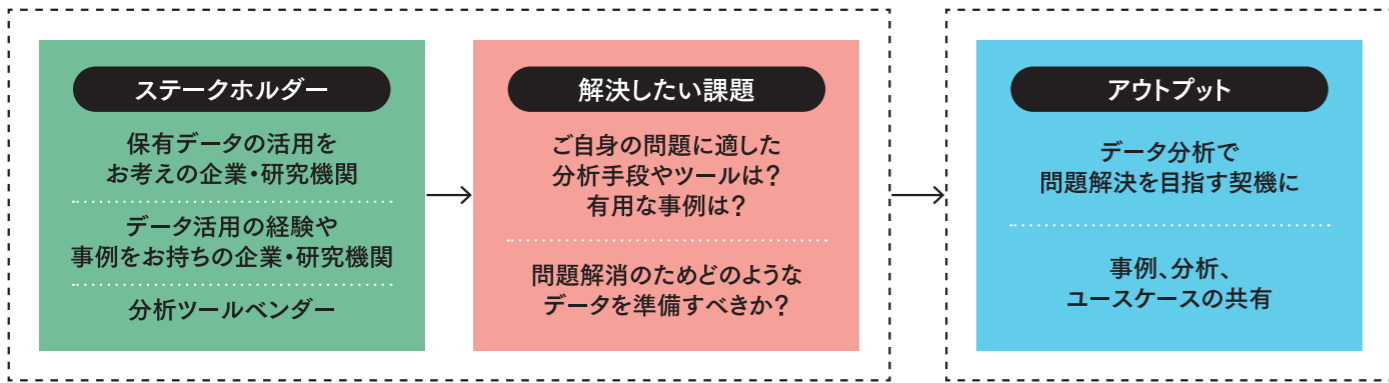 ステークホルダー
保有データの活用を
お考えの企業・研究機関
データ活用の経験や
事例をお持ちの企業・研究機関
分析ツールベンダー
解決したい課題
ご自身の問題に適した
分析手段やツールは？
有用な事例は？
問題解消のためどのような
データを準備すべきか？
アウトプット
データ分析で
問題解決を目指す契機に
事例、分析、
ユースケースの共有